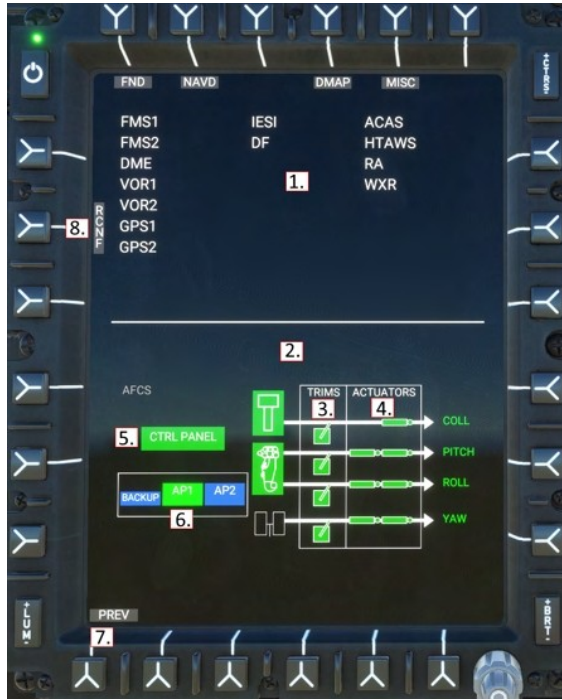 FND NAVD DMAP MISC
+CTRS-
FMS1 IESI ACAS
FMS2 DF HTAWS
DME RA
VOR1 1. WXR
VOR2
8. RCNF GPS1
GPS2
2.
AFCS TRIMS ACTUATORS
3. 4.
COLL
5. CTRL PANEL
PITCH
BACKUP AP1 AP2 ROLL
6.
YAW
+LUM- +BRT-
PREV
7.